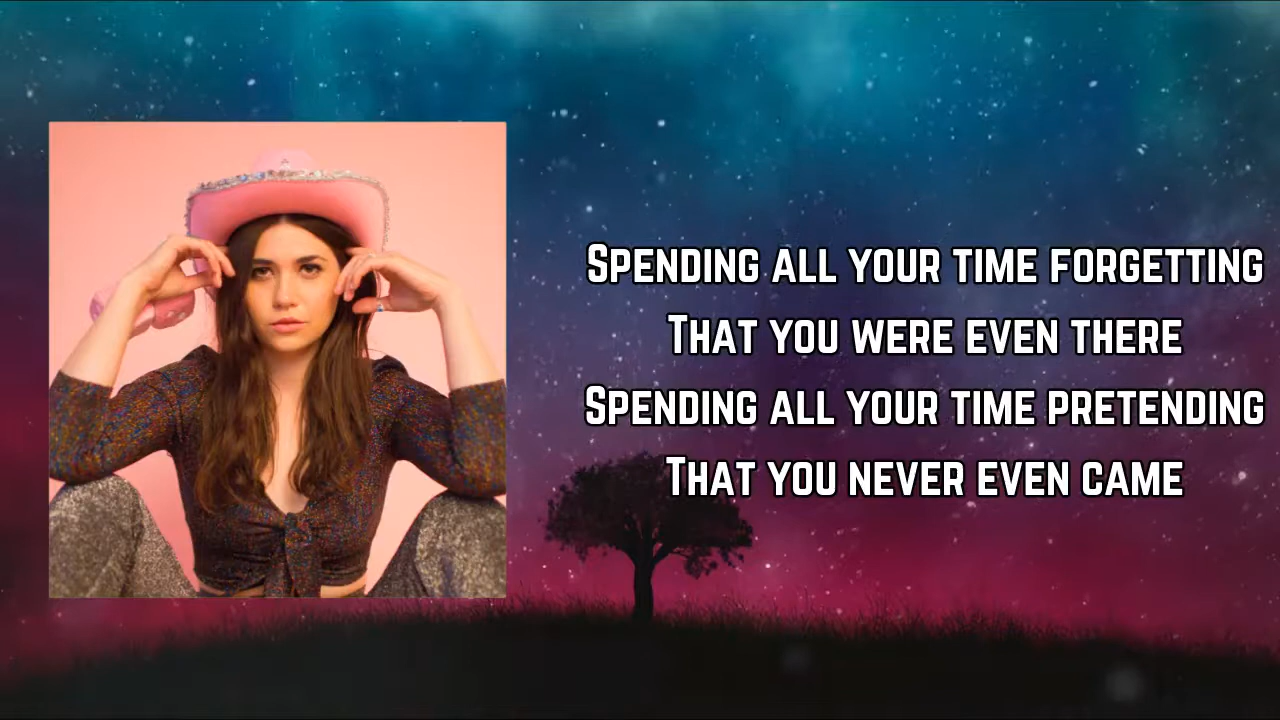 Spending all your time forgetting
That you were even there
Spending all your time pretending
That you never even came